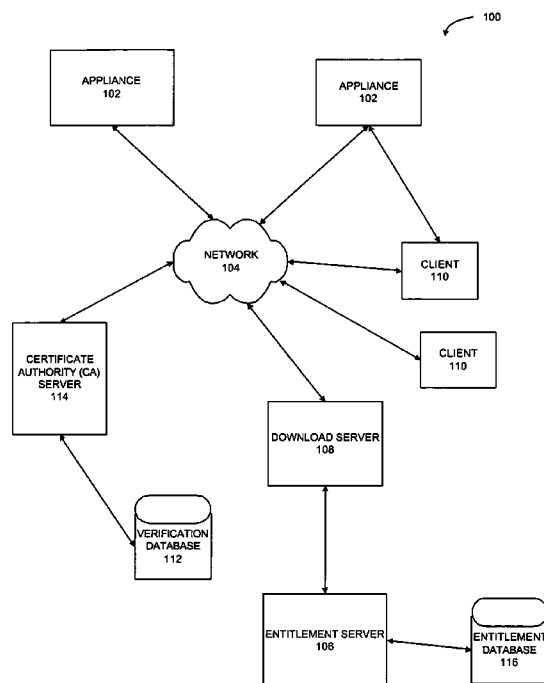 100
APPLIANCE
102
APPLIANCE
102
NETWORK
104
CLIENT
110
CERTIFICATE
AUTHORITY (CA)
SERVER
114
CLIENT
110
DOWNLOAD SERVER
108
VERIFICATION
DATABASE
112
ENTITLEMENT SERVER
106
ENTITLEMENT
DATABASE
116